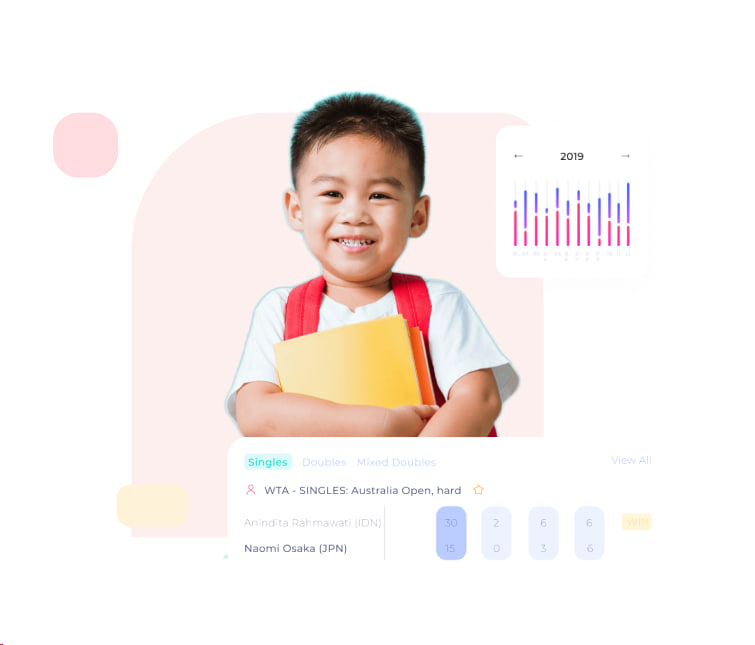 ← 2019 →
Singles Doubles Mixed Doubles View All
WTA - SINGLES: Australia Open, hard
Anindita Rahmawati (IDN) 30 2 6 6 WIN
Naomi Osaka (JPN) 15 0 3 6